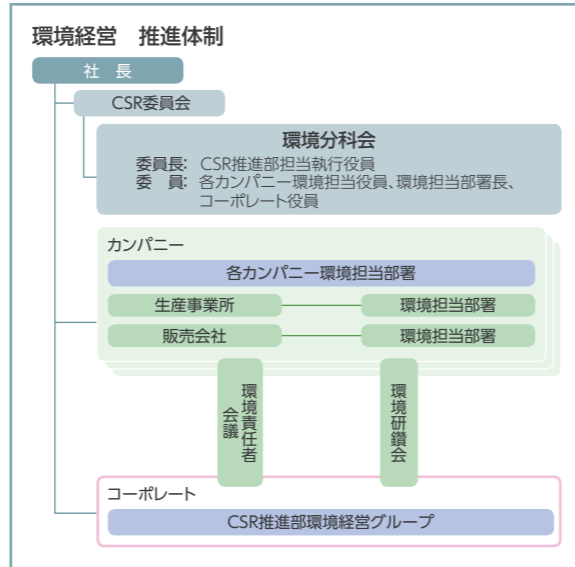 環境経営　推進体制
社　長
CSR委員会
環境分科会
委員長：CSR推進部担当執行役員
委　員：各カンパニー環境担当役員、環境担当部署長、
コーポレート役員
カンパニー
各カンパニー環境担当部署
生産事業所　環境担当部署
販売会社　環境担当部署
環境責任者
会議
環境研鑽会
コーポレート
CSR推進部環境経営グループ